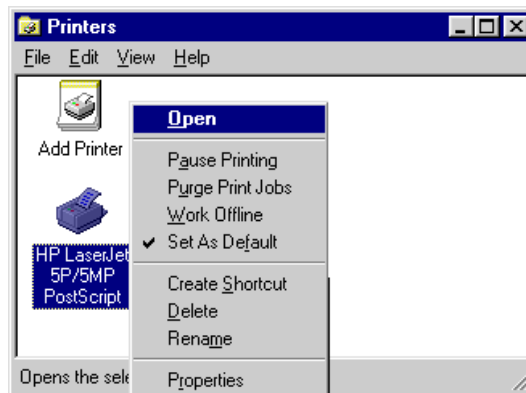 Printers
File Edit View Help
Add Printer
HP LaserJet
5P/5MP
PostScript
Open
Pause Printing
Purge Print Jobs
Work Offline
Set As Default
Create Shortcut
Delete
Rename
Properties
Opens the sele